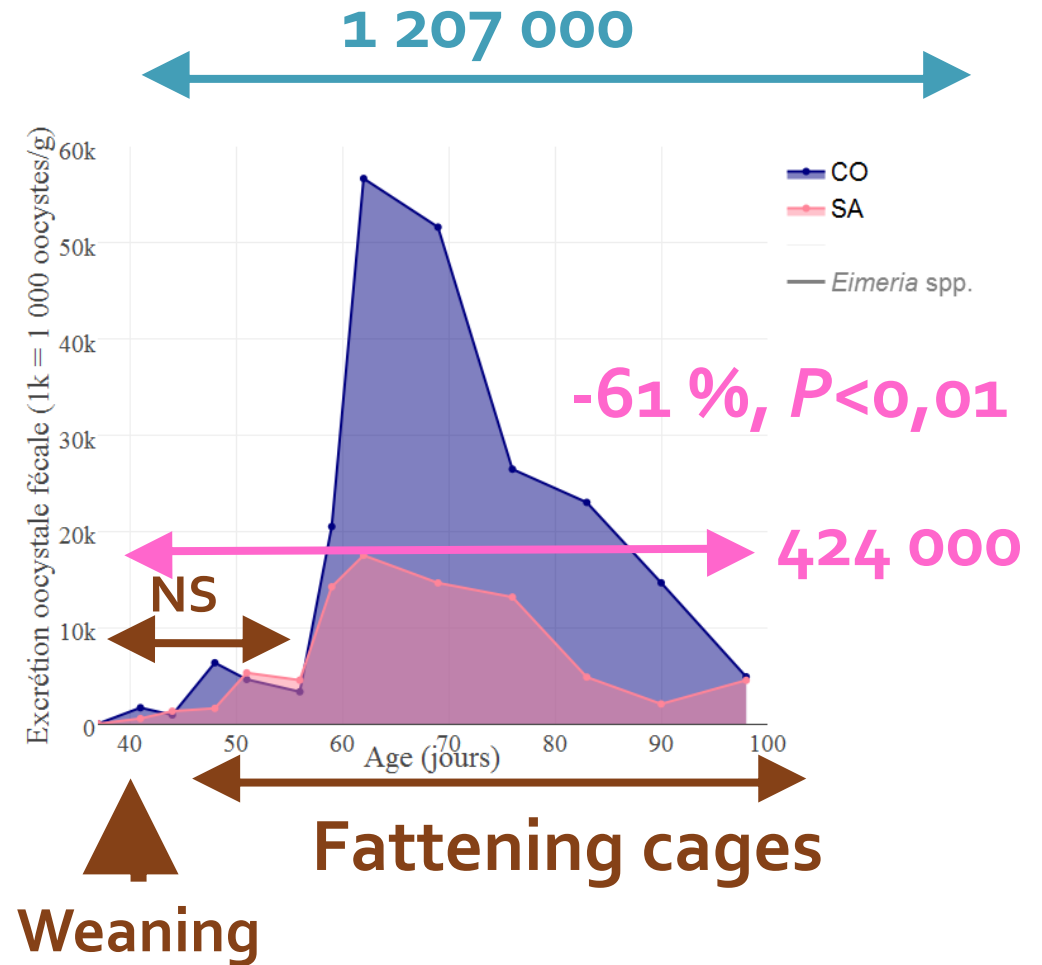 1 207 000
Excrétion oocystale fécale (1k = 1 000 oocystes/g)
60k
50k
40k
30k
20k
10k
0
CO
SA
Eimeria spp.
-61 %, P<0,01
424 000
NS
40 50 60 70 80 90 100
Age (jours)
Fattening cages
Weaning